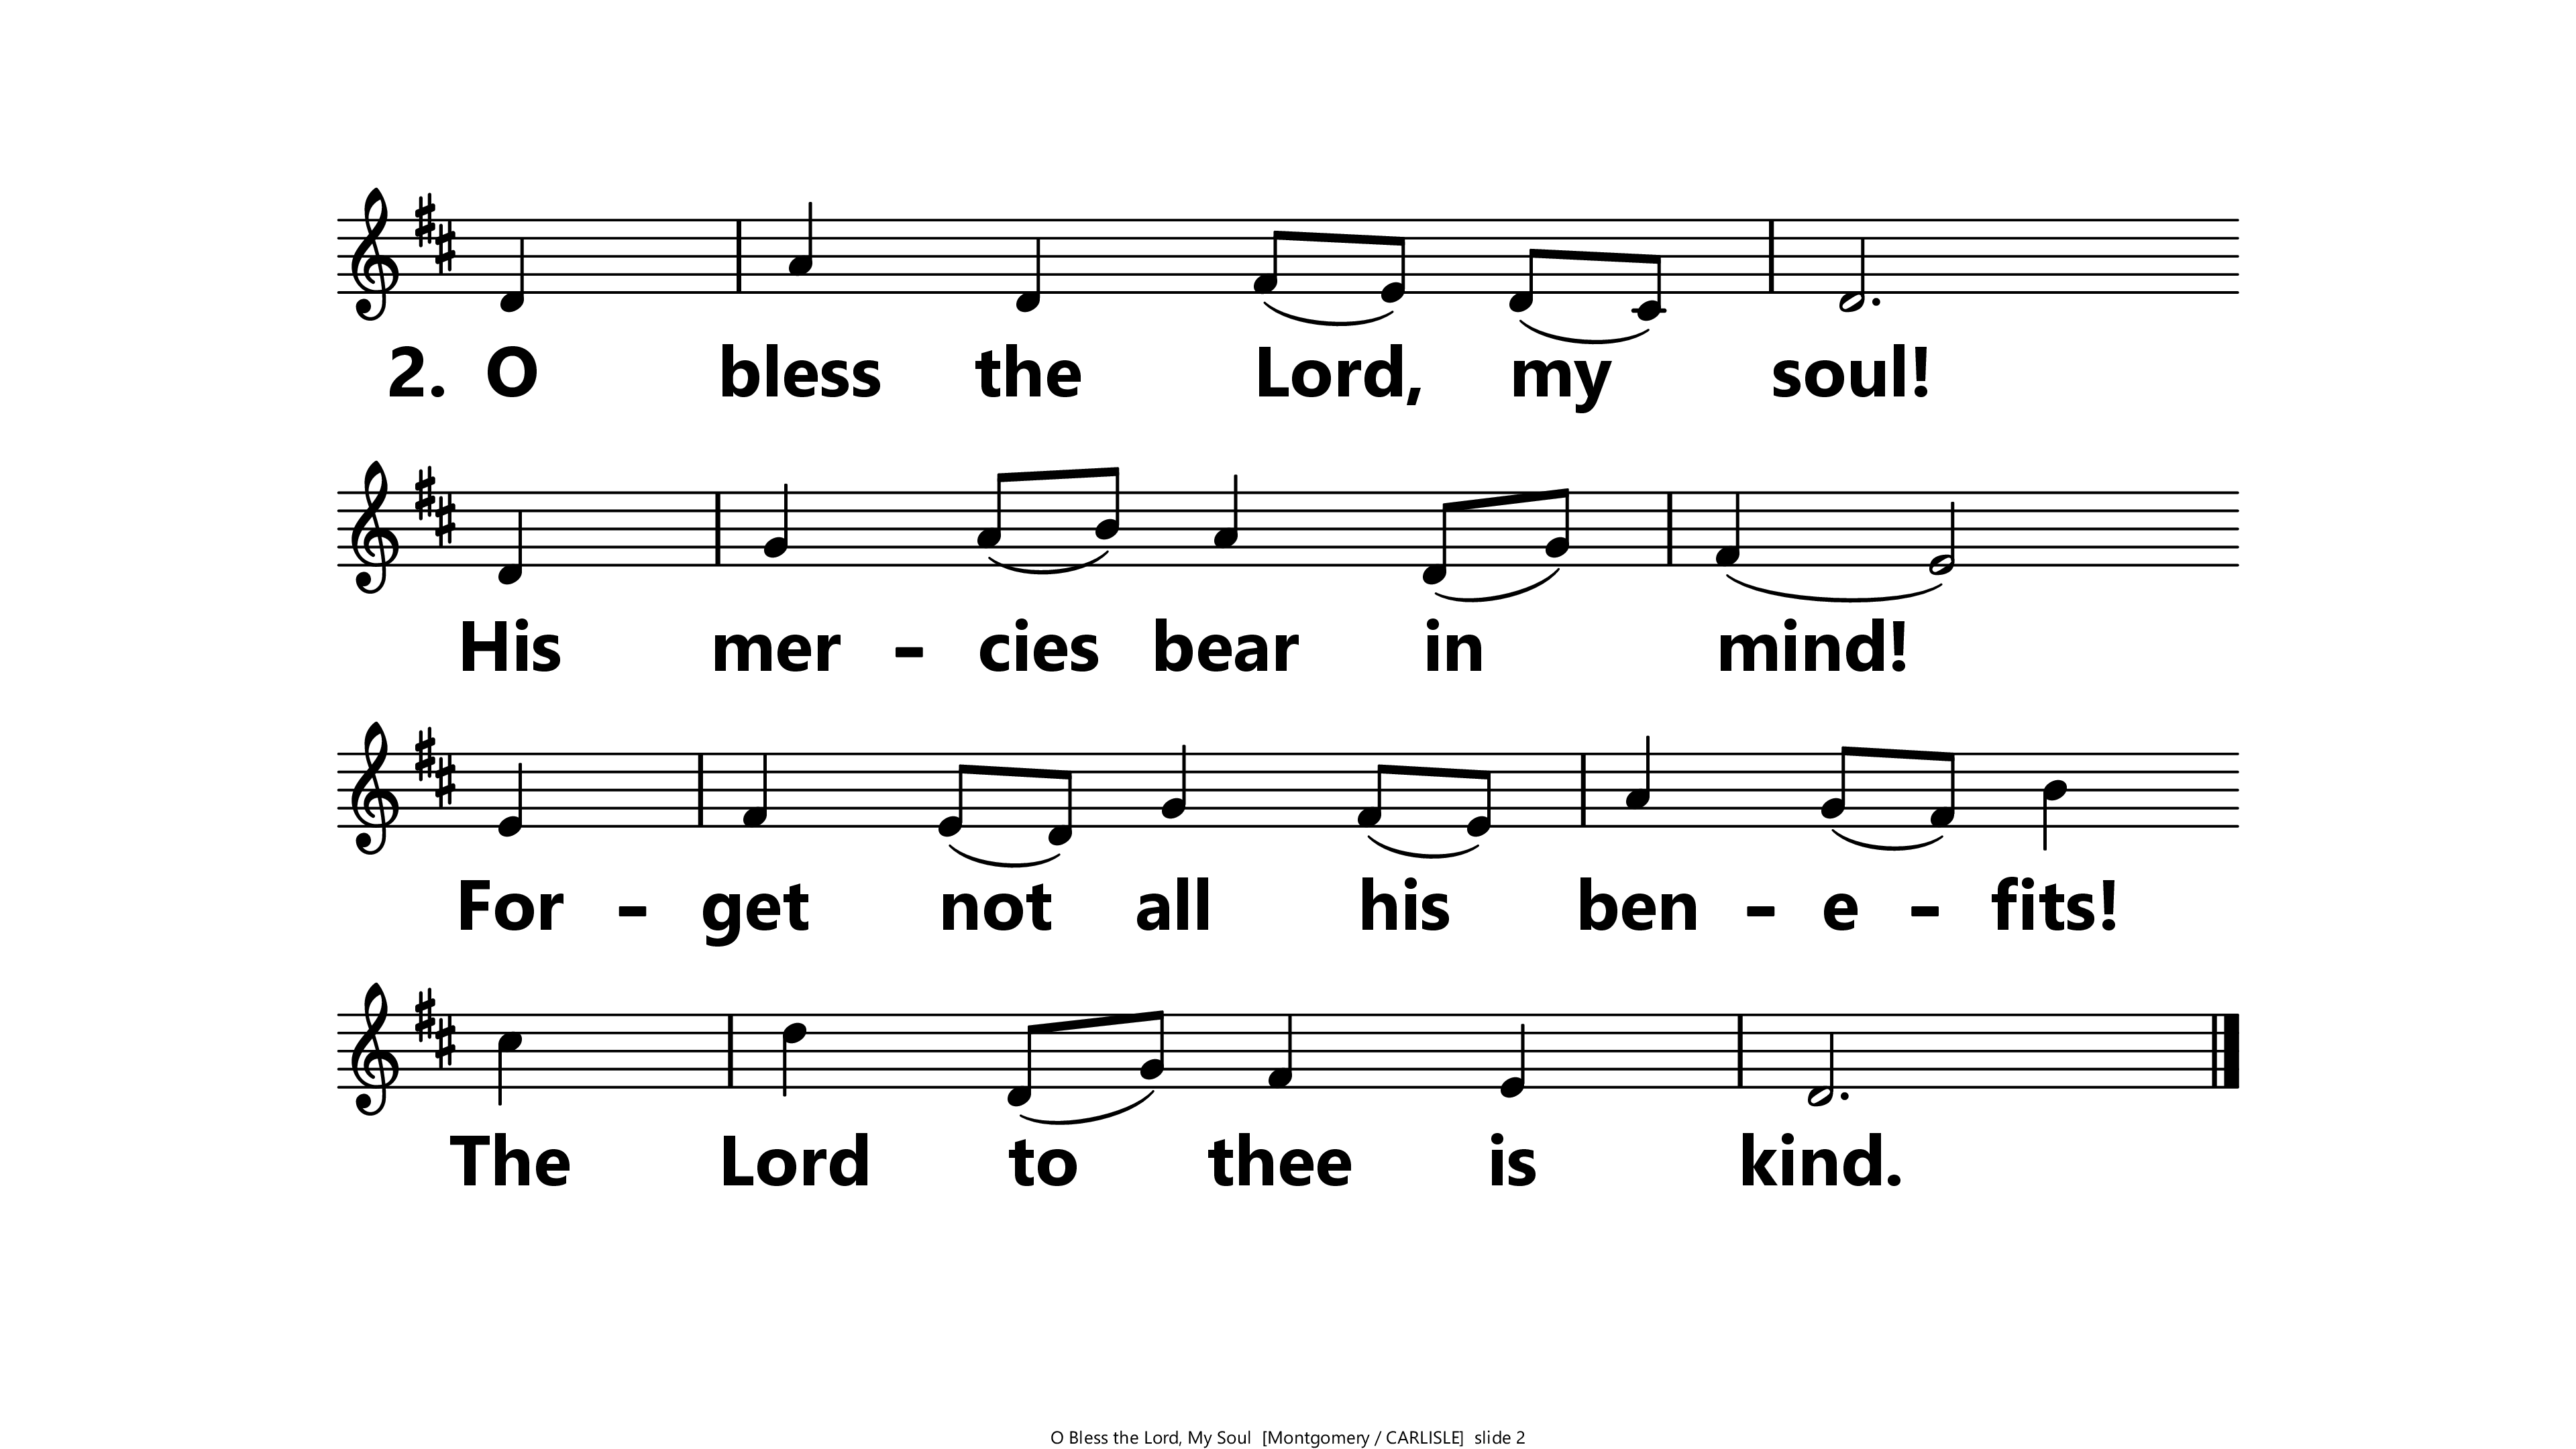 2. O bless the Lord, my soul!
His mer - cies bear in mind!
For - get not all his ben - e - fits!
The Lord to thee is kind.
O Bless the Lord, My Soul [Montgomery / CARLISLE] slide 2